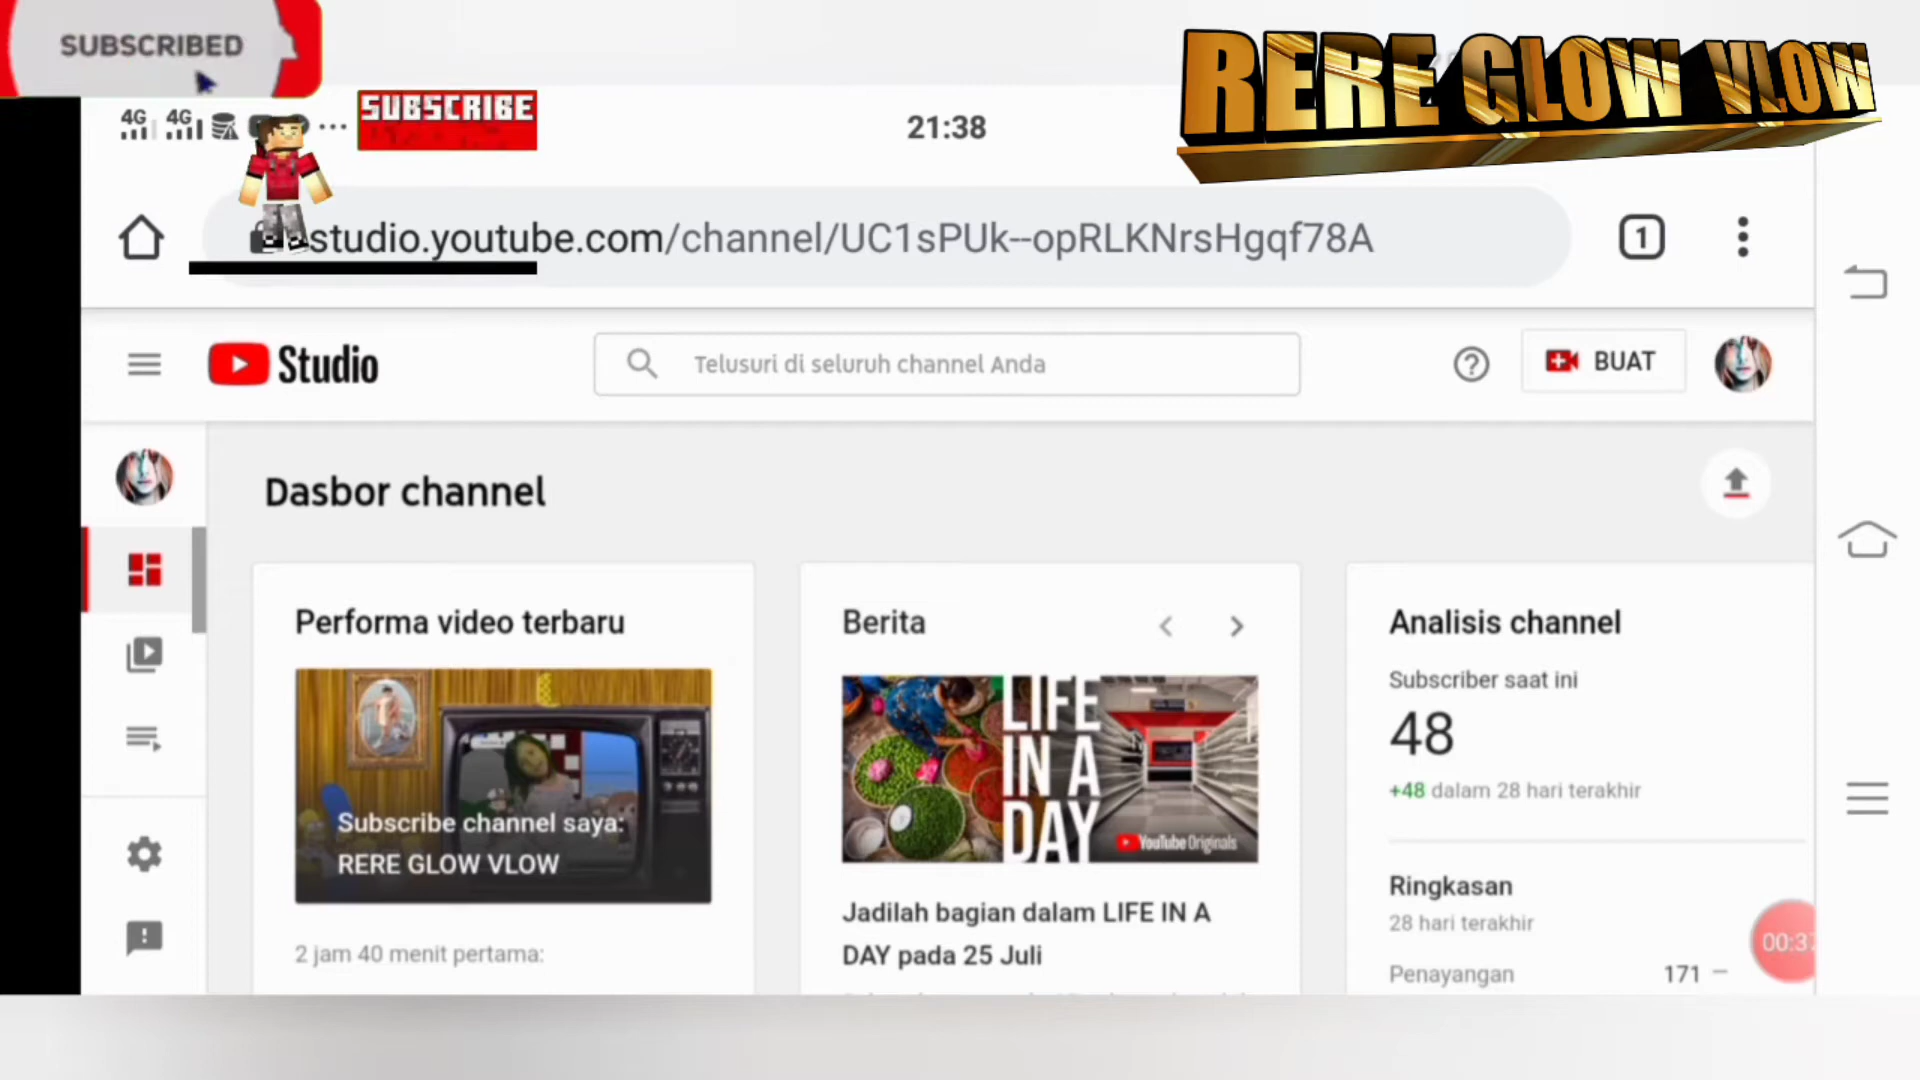 SUBSCRIBED
RERE GLOW VLOW
4G 4G
SUBSCRIBE
21:38
studio.youtube.com/channel/UC1sPUk--opRLKNrsHgqf78A
1
Studio
Telusuri di seluruh channel Anda
BUAT
Dasbor channel
Performa video terbaru
Subscribe channel saya:
RERE GLOW VLOW
2 jam 40 menit pertama:
Berita
LIFE
IN A
DAY
YouTube Originals
Jadilah bagian dalam LIFE IN A
DAY pada 25 Juli
Analisis channel
Subscriber saat ini
48
+48 dalam 28 hari terakhir
Ringkasan
28 hari terakhir
Penayangan 171 —